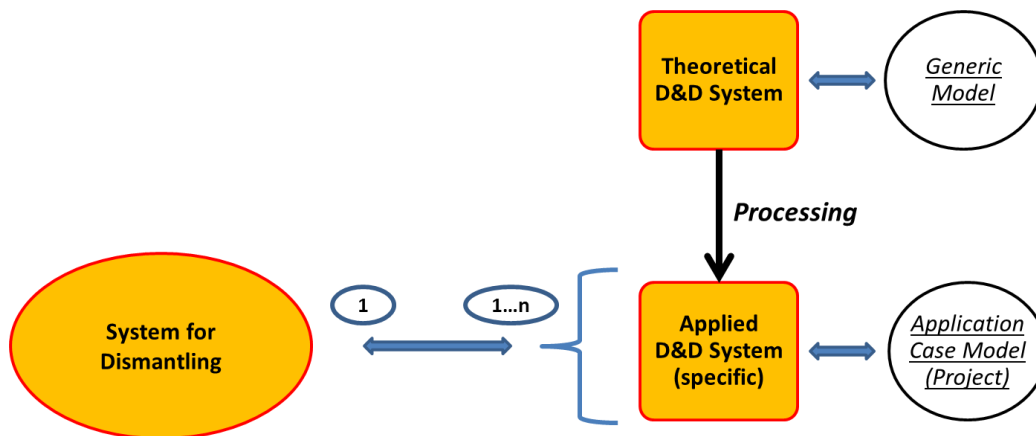 Theoretical
D&D System
Generic
Model
Processing
1
1...n
System for
Dismantling
Applied
D&D System
(specific)
Application
Case Model
(Project)